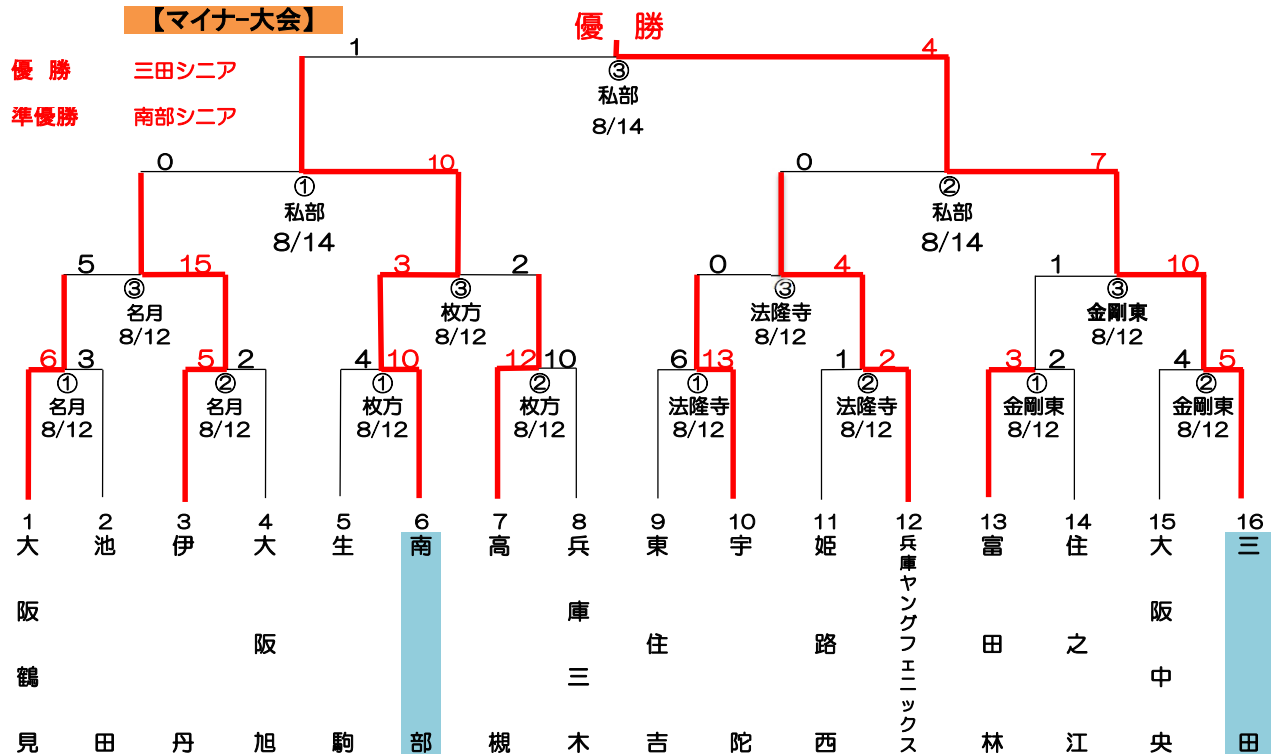 【マイナー大会】
優 勝
優 勝 三田シニア
準優勝 南部シニア
1 4
③
私部
8/14
0 10 0 7
① ②
私部 私部
8/14 8/14
5 15 3 2 0 4 1 10
③ ③ ③ ③
名月 枚方 法隆寺 金剛東
8/12 8/12 8/12 8/12
6 3 5 2 4 10 12 10 6 13 1 2 3 2 4 5
① ② ① ② ① ② ① ②
名月 名月 枚方 枚方 法隆寺 法隆寺 金剛東 金剛東
8/12 8/12 8/12 8/12 8/12 8/12 8/12 8/12
1 2 3 4 5 6 7 8 9 10 11 12 13 14 15 16
大阪鶴見
池田
伊丹
大阪旭
生駒
南部
高槻
兵庫三木
東住吉
宇陀
姫路西
兵庫ヤングフェニックス
富田林
住之江
大阪中央
三田